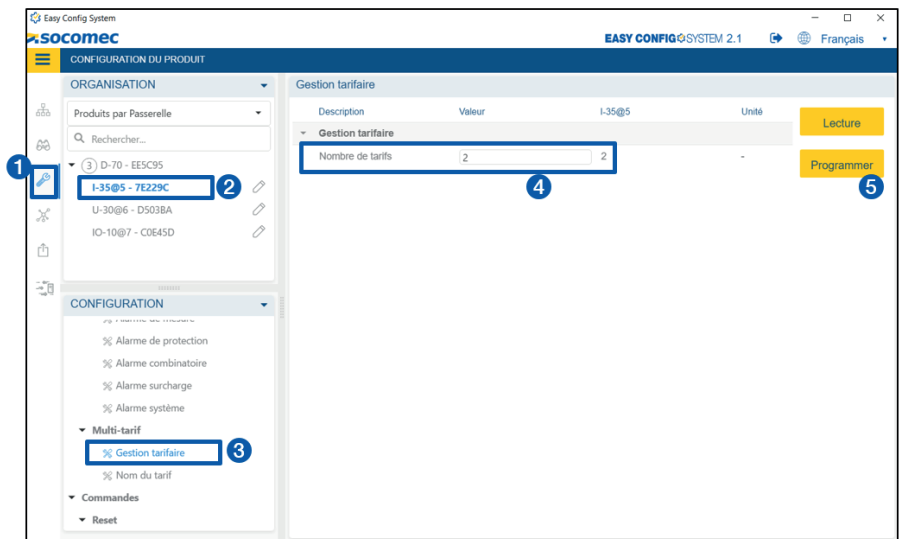 Easy Config System
socomec
EASY CONFIG SYSTEM 2.1
Français
CONFIGURATION DU PRODUIT
ORGANISATION
Produits par Passerelle
Rechercher...
3 D-70 - EE5C95
I-35@5 - 7E229C
U-30@6 - D503BA
IO-10@7 - C0E45D
1
2
CONFIGURATION
Alarme de mesure
Alarme de protection
Alarme combinatoire
Alarme surcharge
Alarme système
Multi-tarif
Gestion tarifaire
3
Nom du tarif
Commandes
Reset
Gestion tarifaire
Description Valeur I-35@5 Unité
Gestion tarifaire
Nombre de tarifs 2 2 -
4
Lecture
Programmer
5